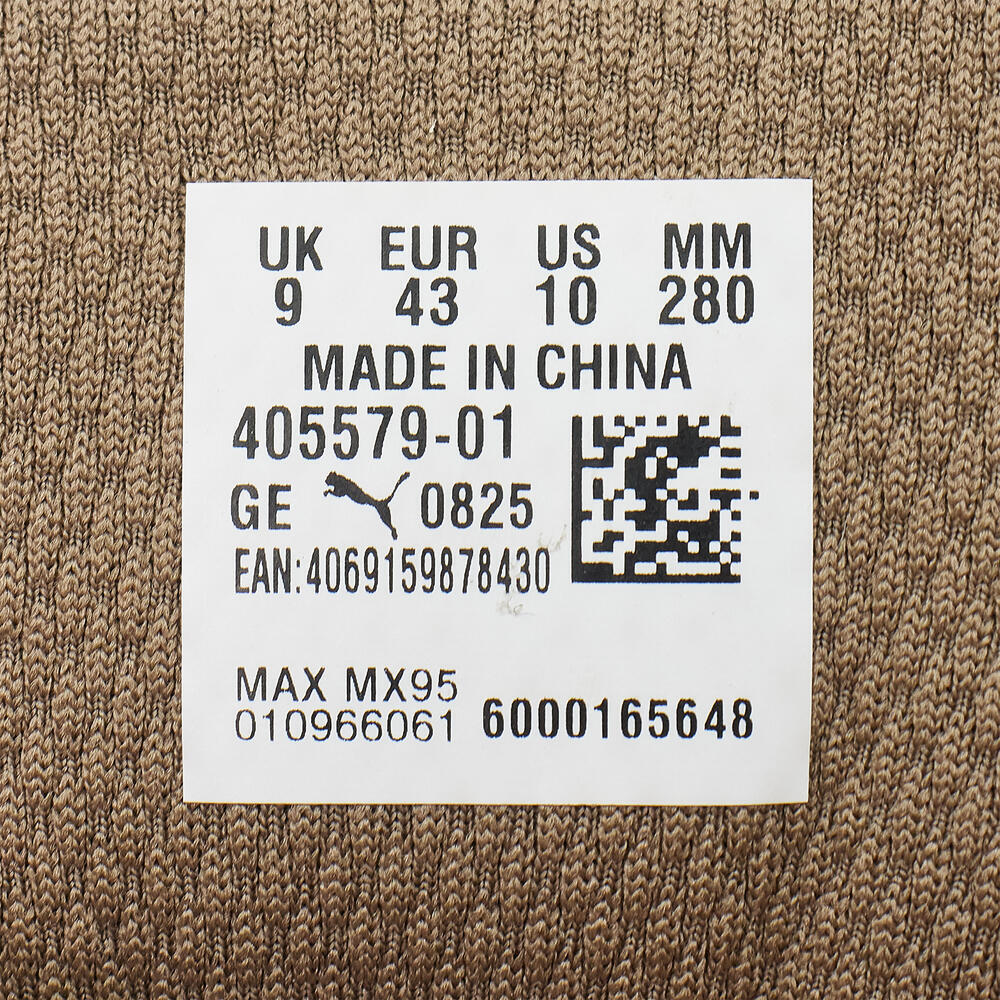 UK EUR US MM
9 43 10 280
MADE IN CHINA
405579-01
GE 0825
EAN:4069159878430
MAX MX95
010966061 6000165648